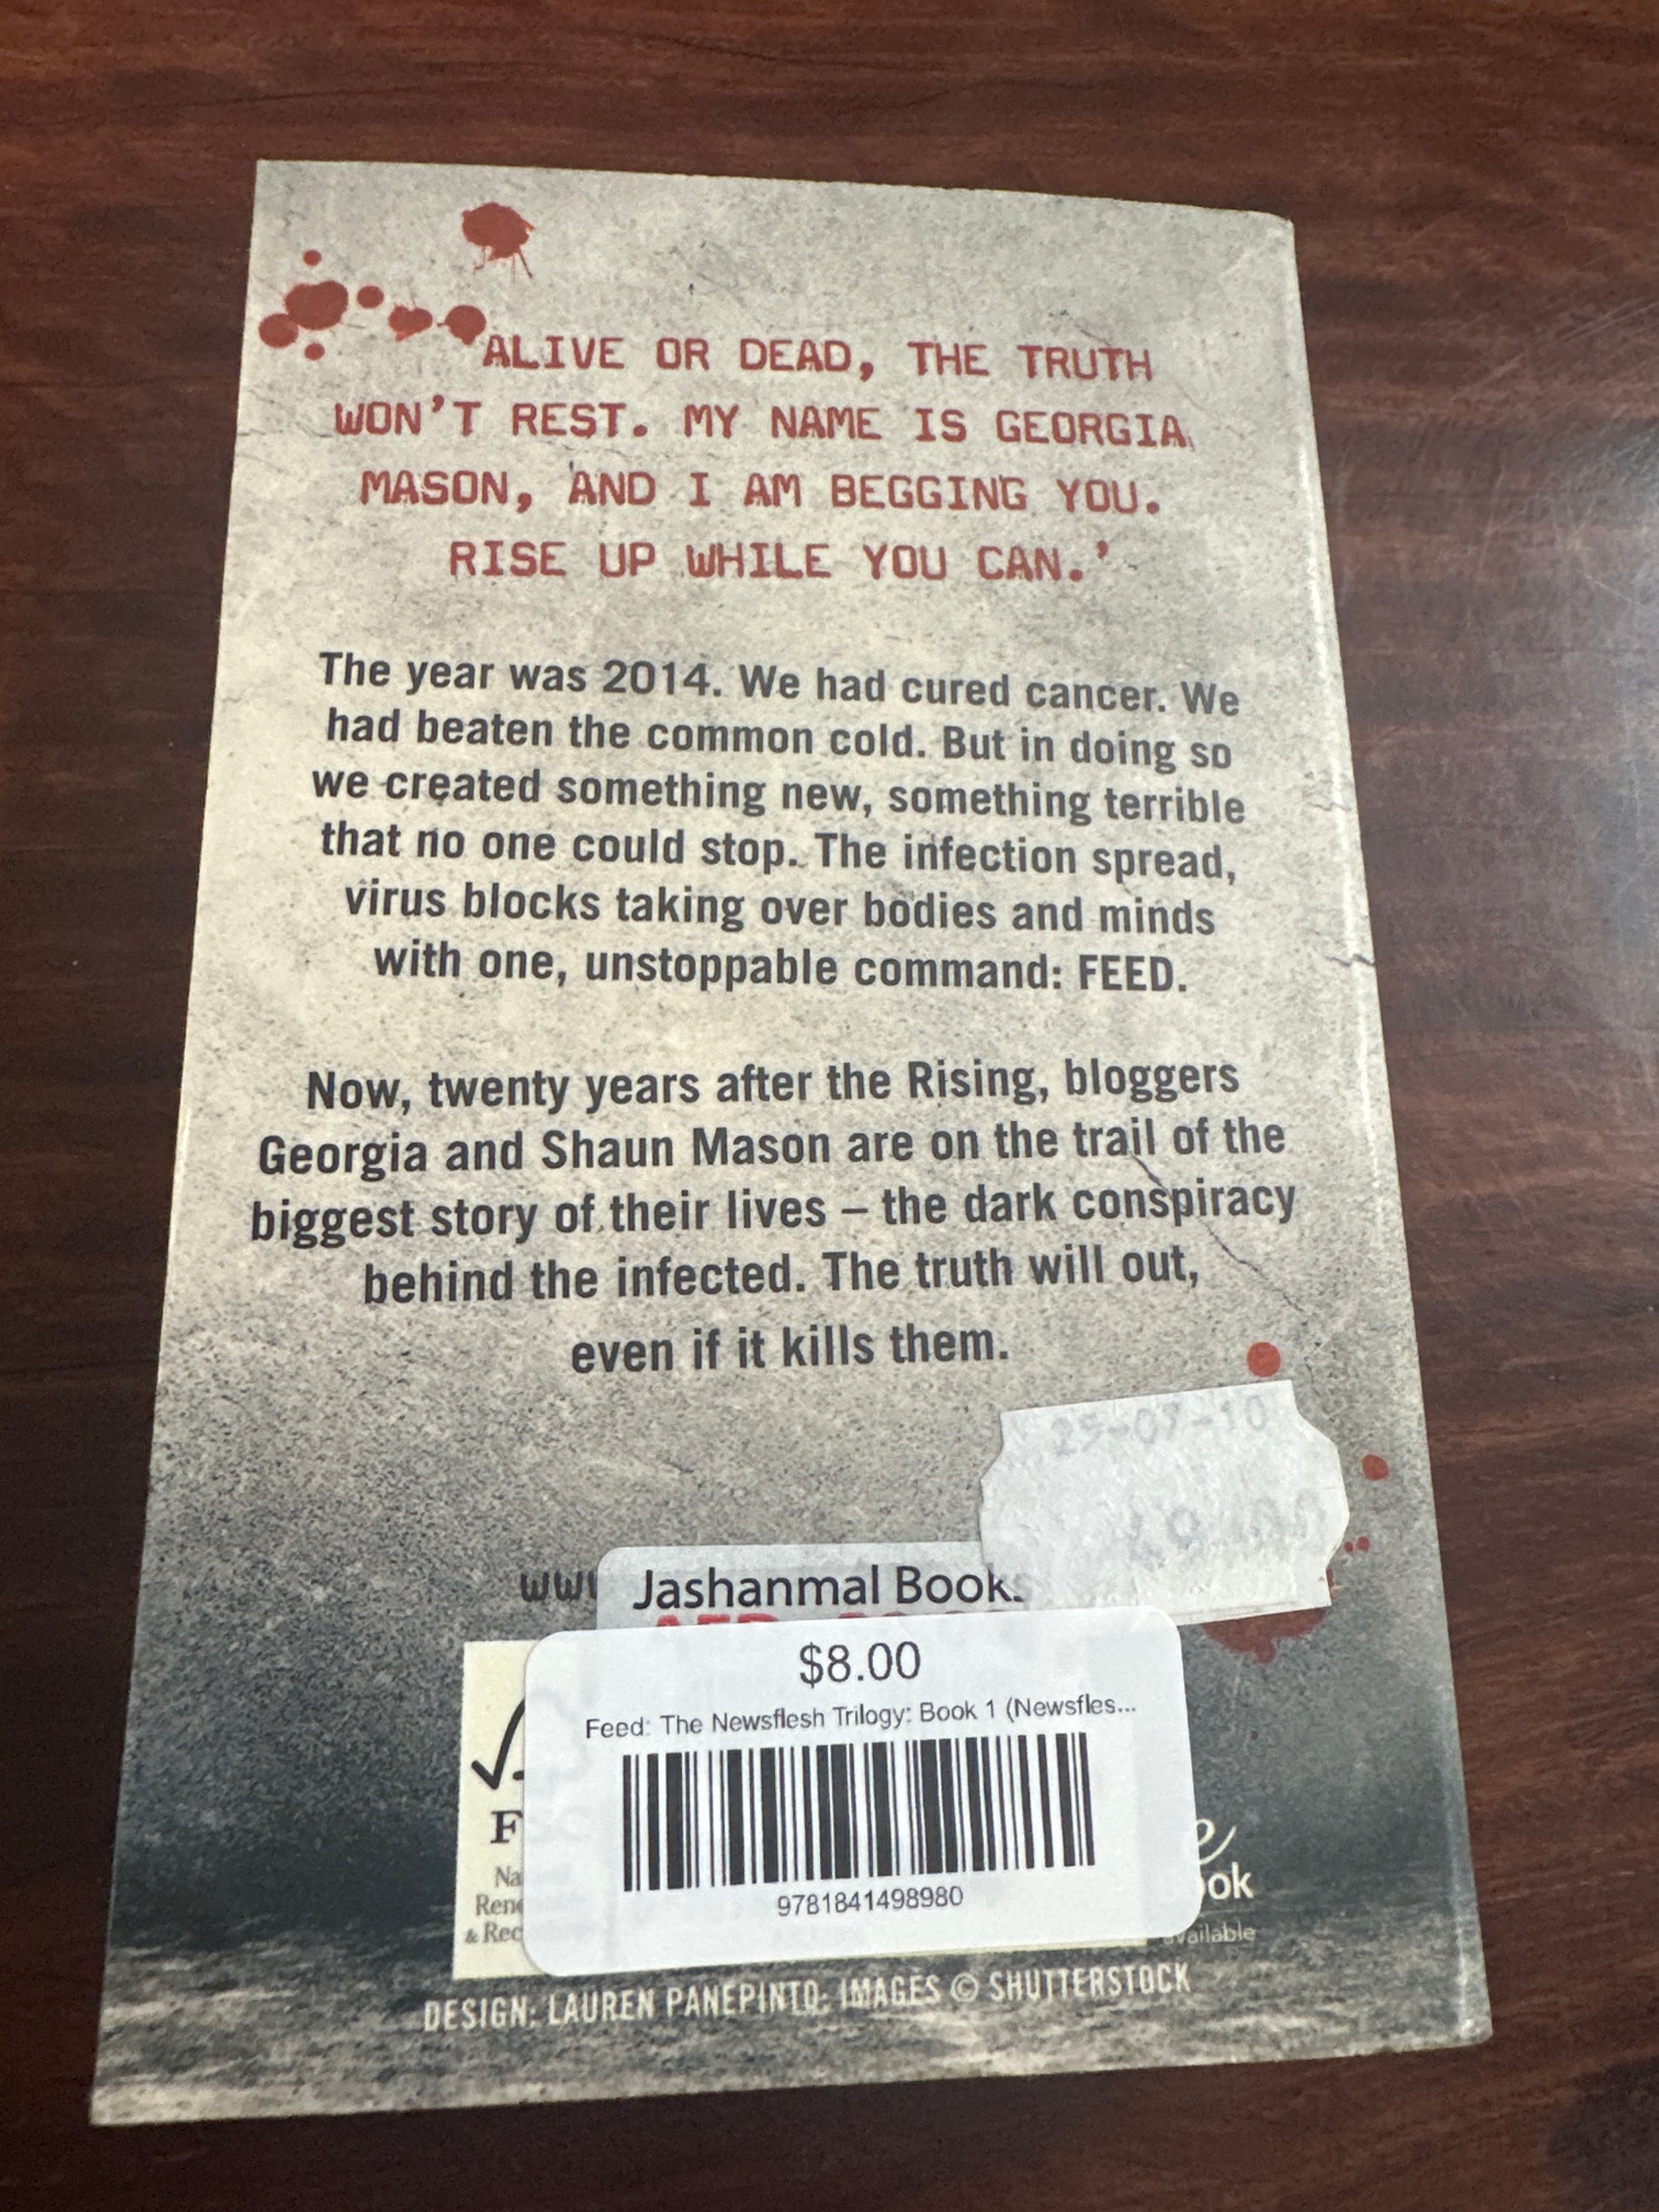 ALIVE OR DEAD, THE TRUTH
WON'T REST. MY NAME IS GEORGIA
MASON, AND I AM BEGGING YOU.
RISE UP WHILE YOU CAN.'
The year was 2014. We had cured cancer. We
had beaten the common cold. But in doing so
we created something new, something terrible
that no one could stop. The infection spread,
virus blocks taking over bodies and minds
with one, unstoppable command: FEED.
Now, twenty years after the Rising, bloggers
Georgia and Shaun Mason are on the trail of the
biggest story of their lives – the dark conspiracy
behind the infected. The truth will out,
even if it kills them.
Jashanmal Books
$8.00
Feed: The Newsflesh Trilogy: Book 1 (Newsfles...
9781841498980
DESIGN: LAUREN PANEPINTO; IMAGES © SHUTTERSTOCK